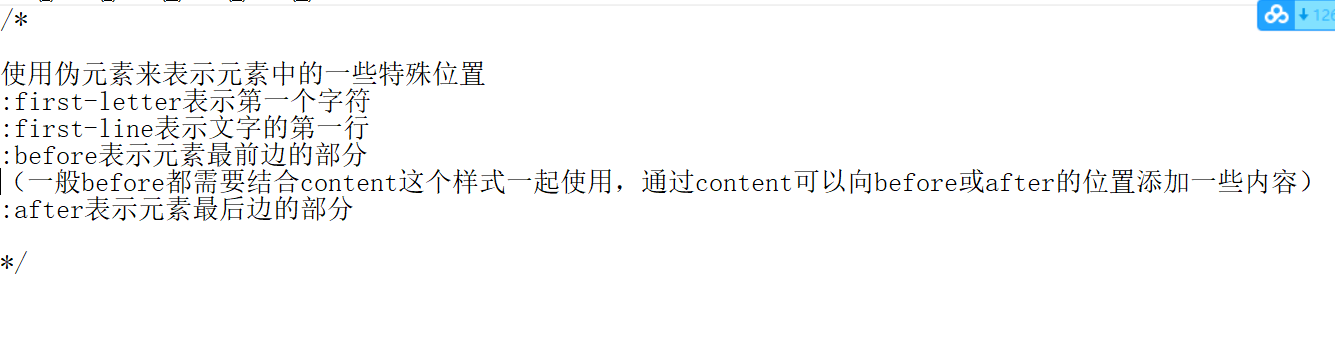 /*
使用伪元素来表示元素中的一些特殊位置
:first-letter表示第一个字符
:first-line表示文字的第一行
:before表示元素最前边的部分
（一般before都需要结合content这个样式一起使用，通过content可以向before或after的位置添加一些内容）
:after表示元素最后边的部分
*/